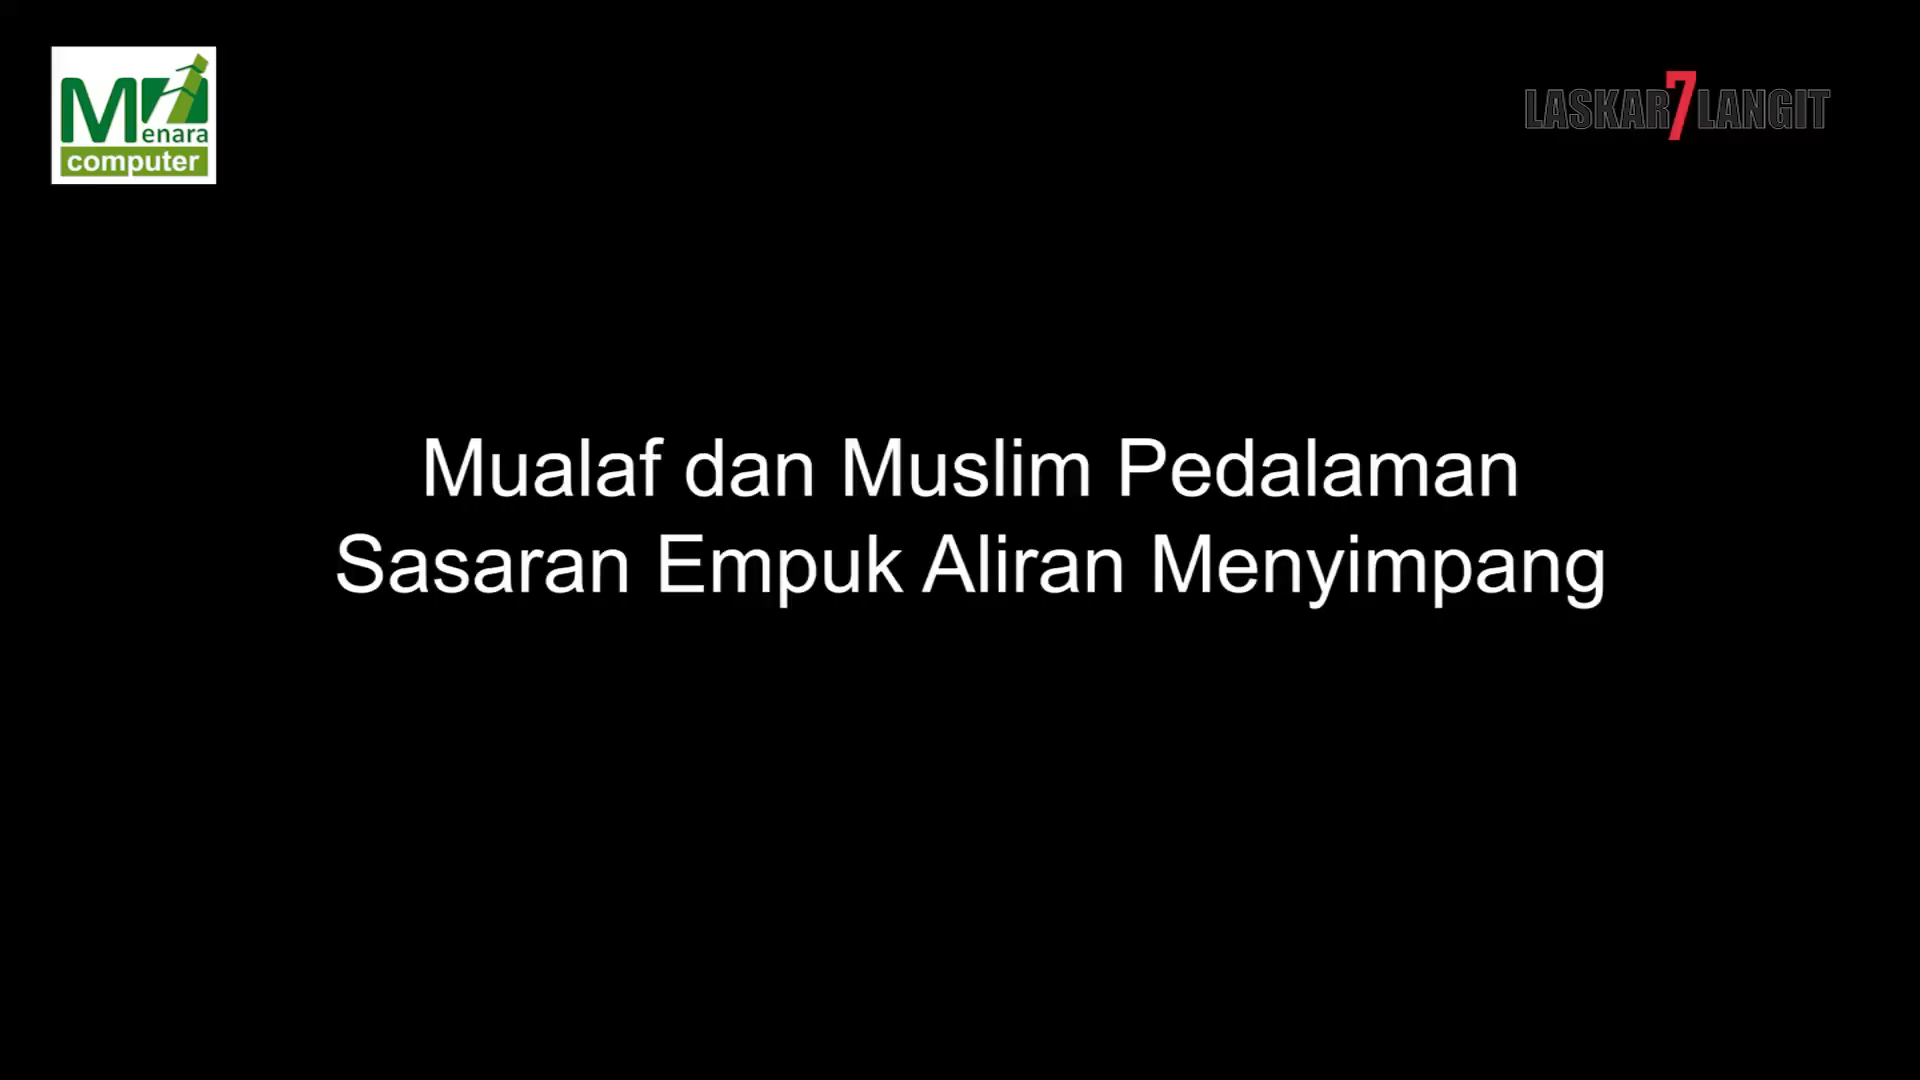 Menara
computer
LASKAR7LANGIT
Mualaf dan Muslim Pedalaman
Sasaran Empuk Aliran Menyimpang